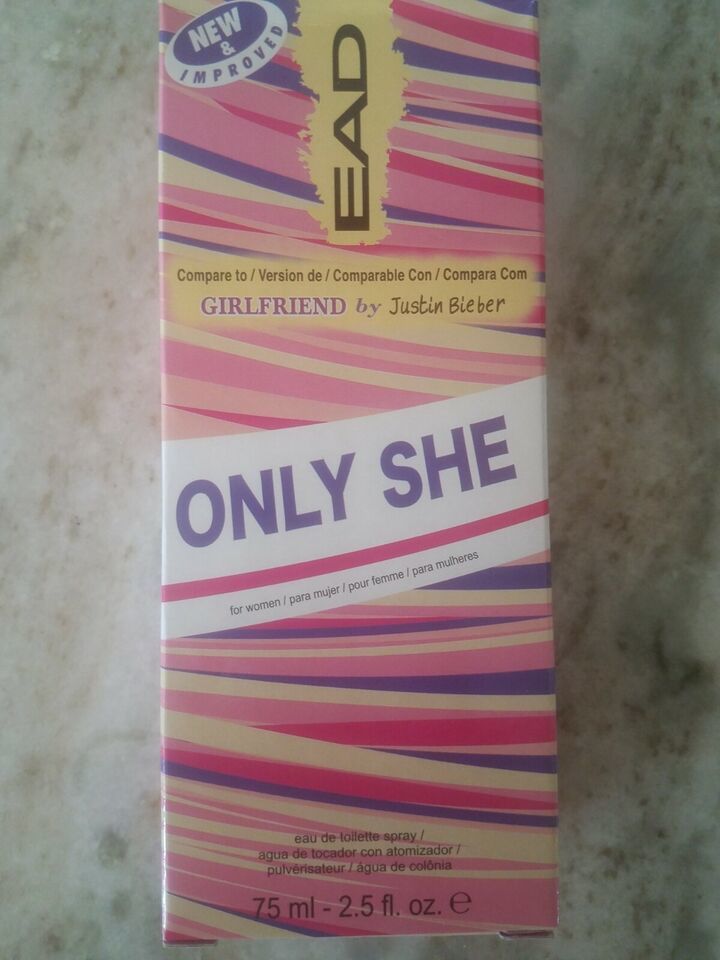 NEW
&
IMPROVED
EAD
Compare to / Version de / Comparable Con / Compara Com
GIRLFRIEND by Justin Bieber
ONLY SHE
for women / para mujer / pour femme / para mulheres
eau de toilette spray /
agua de tocador con atomizador /
pulvérisateur / água de colônia
75 ml - 2.5 fl. oz. ℮